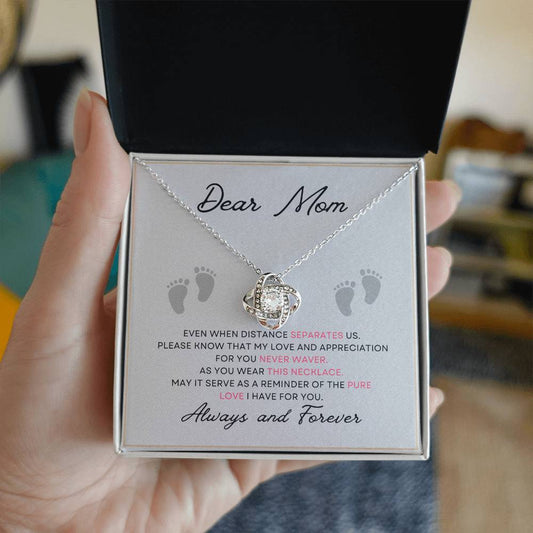 Dear Mom
EVEN WHEN DISTANCE SEPARATES US.
PLEASE KNOW THAT MY LOVE AND APPRECIATION
FOR YOU NEVER WAVER.
AS YOU WEAR THIS NECKLACE.
MAY IT SERVE AS A REMINDER OF THE PURE
LOVE I HAVE FOR YOU.
Always and Forever